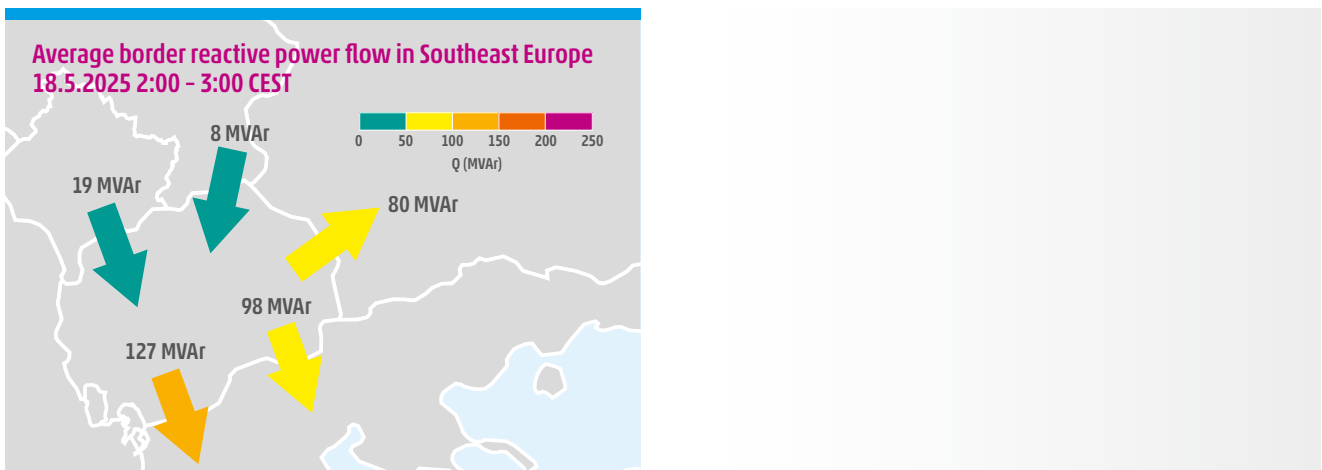 Average border reactive power flow in Southeast Europe
18.5.2025 2:00 – 3:00 CEST
8 MVAr
0 50 100 150 200 250
Q (MVAr)
19 MVAr
80 MVAr
98 MVAr
127 MVAr